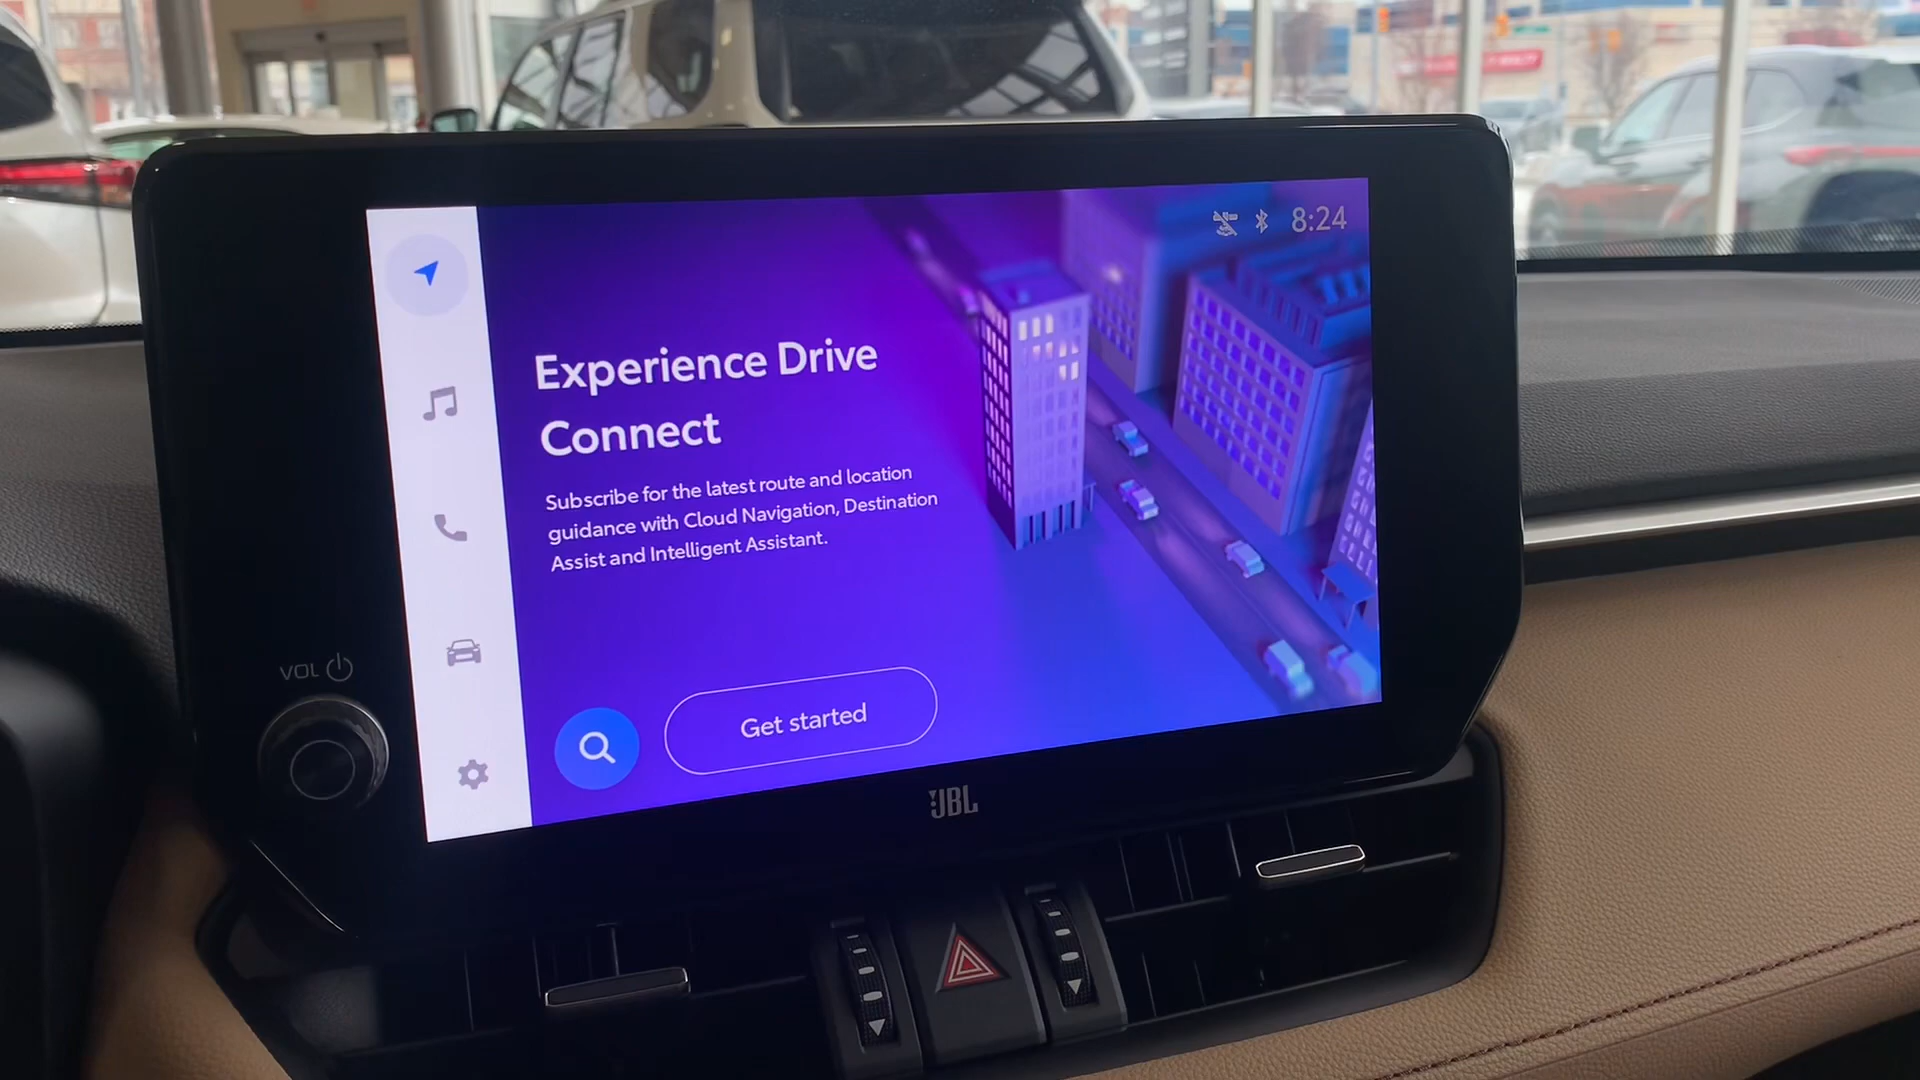 8:24
Experience Drive
Connect
Subscribe for the latest route and location
guidance with Cloud Navigation, Destination
Assist and Intelligent Assistant.
VOL
Get started
JBL